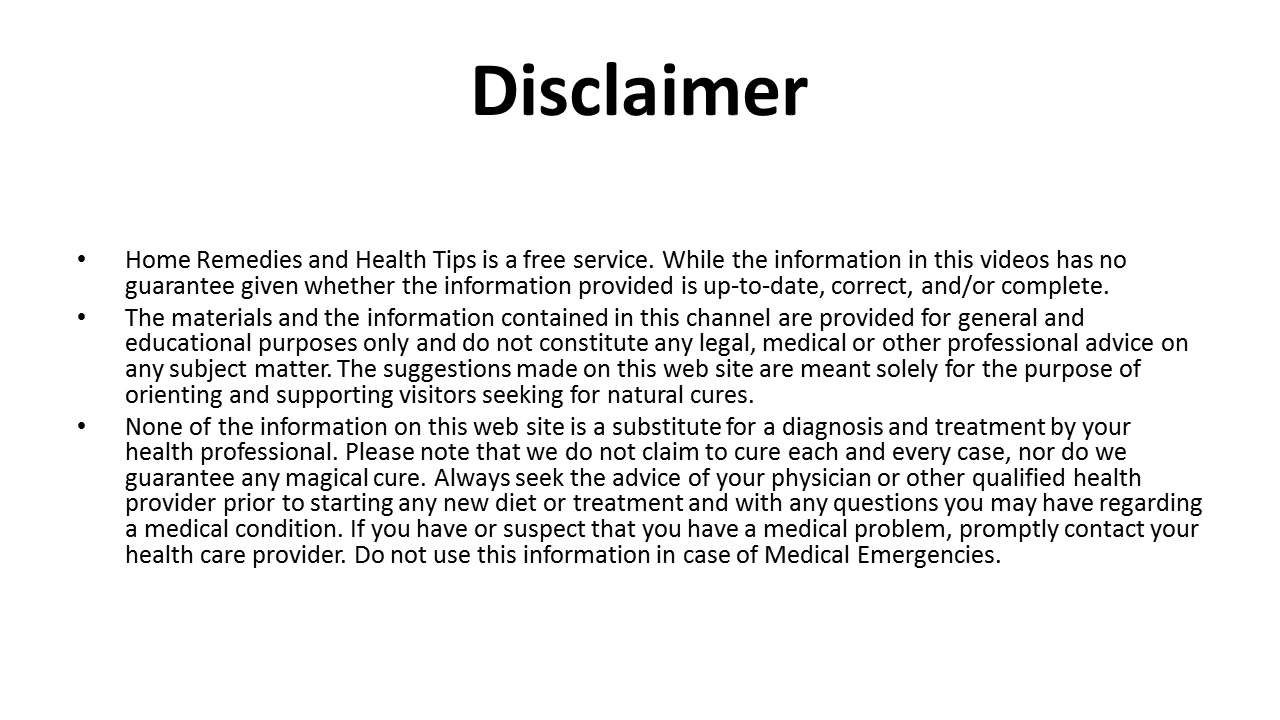 Disclaimer
• Home Remedies and Health Tips is a free service. While the information in this videos has no
guarantee given whether the information provided is up-to-date, correct, and/or complete.
• The materials and the information contained in this channel are provided for general and
educational purposes only and do not constitute any legal, medical or other professional advice on
any subject matter. The suggestions made on this web site are meant solely for the purpose of
orienting and supporting visitors seeking for natural cures.
• None of the information on this web site is a substitute for a diagnosis and treatment by your
health professional. Please note that we do not claim to cure each and every case, nor do we
guarantee any magical cure. Always seek the advice of your physician or other qualified health
provider prior to starting any new diet or treatment and with any questions you may have regarding
a medical condition. If you have or suspect that you have a medical problem, promptly contact your
health care provider. Do not use this information in case of Medical Emergencies.